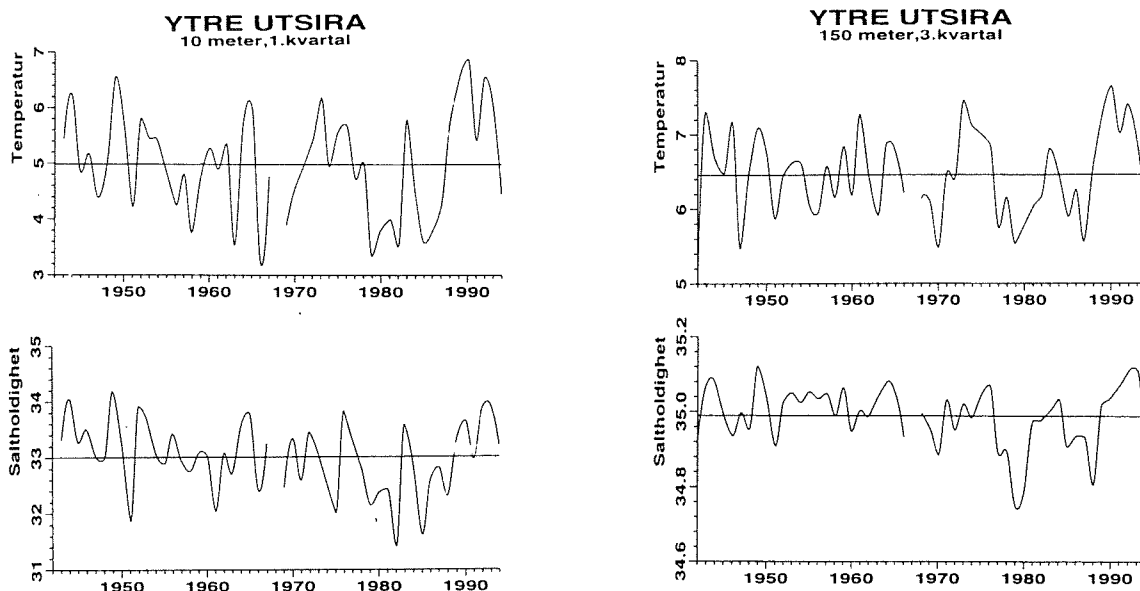 YTRE UTSIRA
10 meter,1.kvartal
Temperatur
7
6
5
4
3
1950 1960 1970 1980 1990
Saltholdighet
35
34
33
32
31
1950 1960 1970 1980 1990
YTRE UTSIRA
150 meter,3.kvartal
Temperatur
8
7
6
5
1950 1960 1970 1980 1990
Saltholdighet
35.2
35.0
34.8
34.6
1950 1960 1970 1980 1990